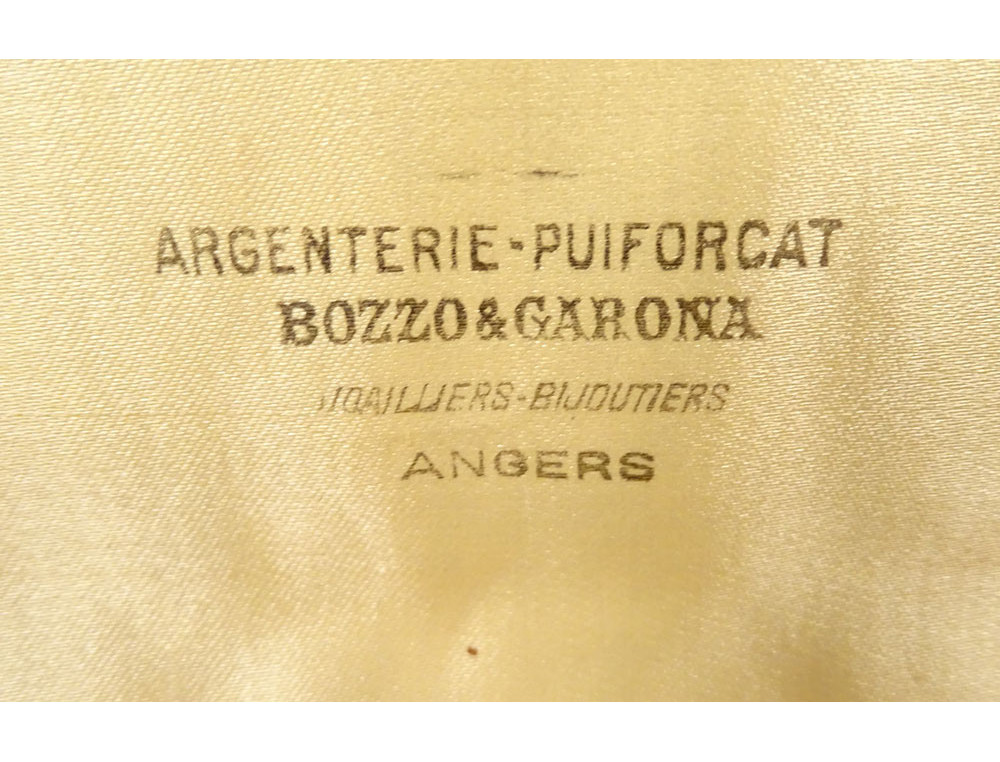 ARGENTERIE-PUIFORCAT
BOZZO&GARONA
JOAILLIERS-BIJOUTIERS
ANGERS